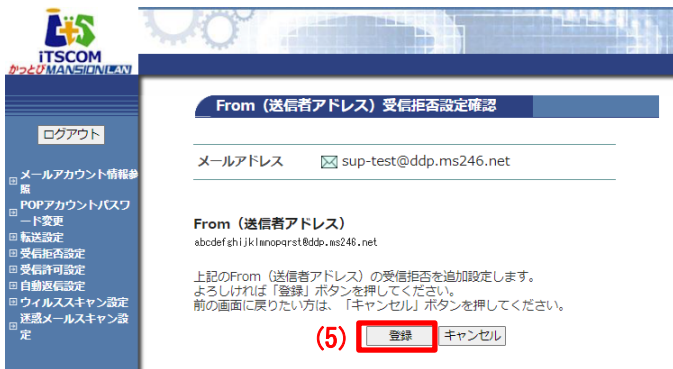 iTS
iTSCOM
かっとびMANSIONLAN
From（送信者アドレス）受信拒否設定確認
ログアウト
メールアカウント情報参
照
POPアカウントパスワ
ード変更
転送設定
受信拒否設定
受信許可設定
自動返信設定
ウィルススキャン設定
迷惑メールスキャン設
定
メールアドレス sup-test@ddp.ms246.net
From（送信者アドレス）
abcdefghijklmnopqrst@ddp.ms246.net
上記のFrom（送信者アドレス）の受信拒否を追加設定します。
よろしければ「登録」ボタンを押してください。
前の画面に戻りたい方は、「キャンセル」ボタンを押してください。
(5) 登録 キャンセル